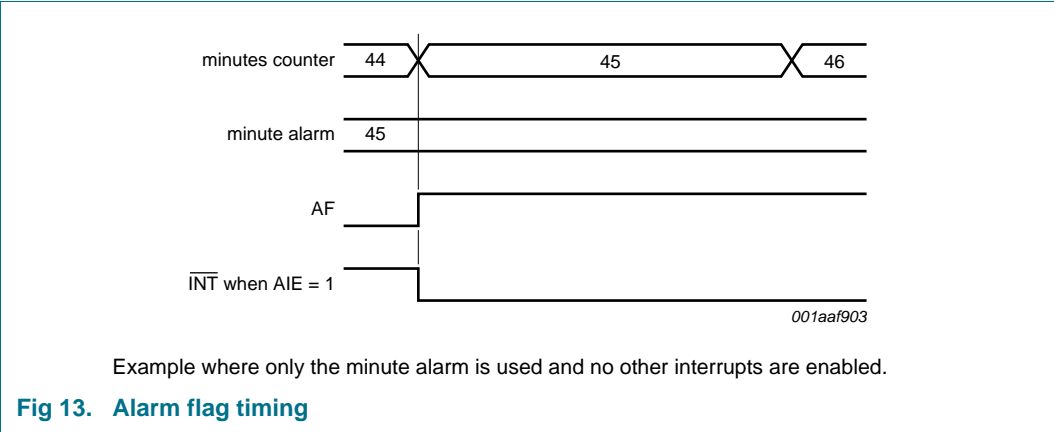 minutes counter 44 45 46
minute alarm 45
AF
INT when AIE = 1
001aaf903
Example where only the minute alarm is used and no other interrupts are enabled.
Fig 13. Alarm flag timing